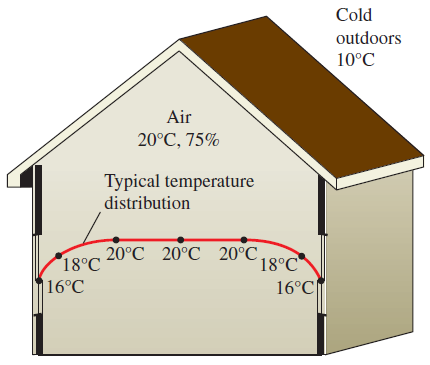 Cold
outdoors
10°C
Air
20°C, 75%
Typical temperature
distribution
18°C
20°C
20°C
20°C
18°C
16°C
16°C